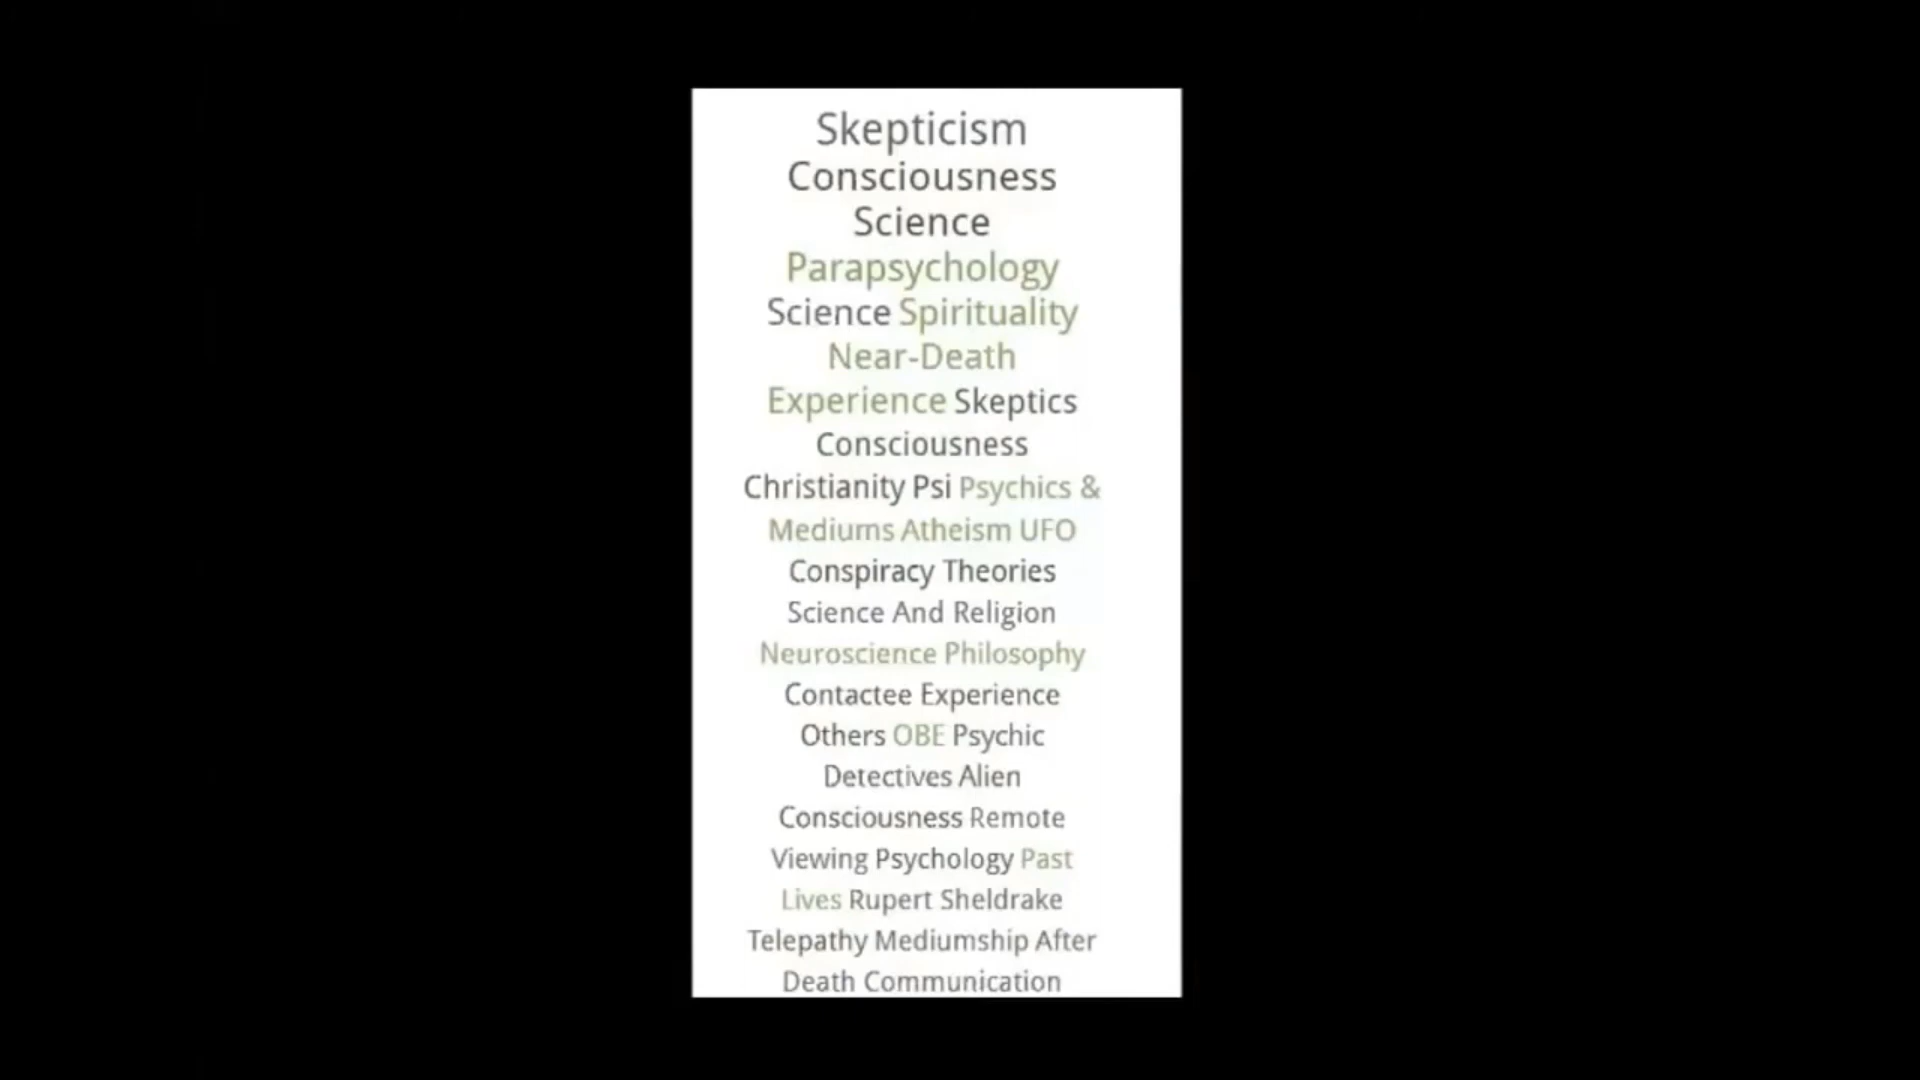 Skepticism
Consciousness
Science
Parapsychology
Science Spirituality
Near-Death
Experience Skeptics
Consciousness
Christianity Psi Psychics &
Mediums Atheism UFO
Conspiracy Theories
Science And Religion
Neuroscience Philosophy
Contactee Experience
Others OBE Psychic
Detectives Alien
Consciousness Remote
Viewing Psychology Past
Lives Rupert Sheldrake
Telepathy Mediumship After
Death Communication